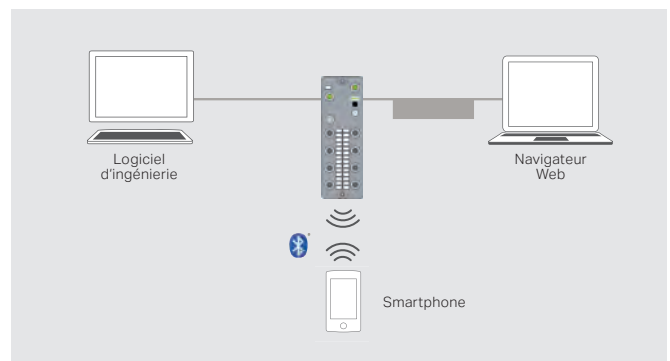 Logiciel
d'ingénierie
Navigateur
Web
Smartphone